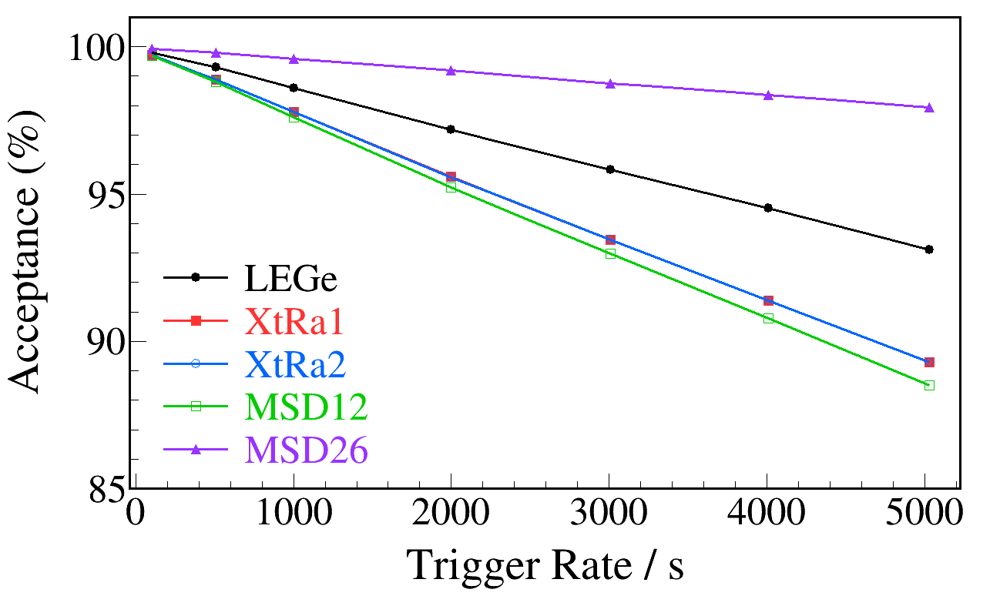 Acceptance (%)
100
95
90
85
LEGe
XtRa1
XtRa2
MSD12
MSD26
0 1000 2000 3000 4000 5000
Trigger Rate / s